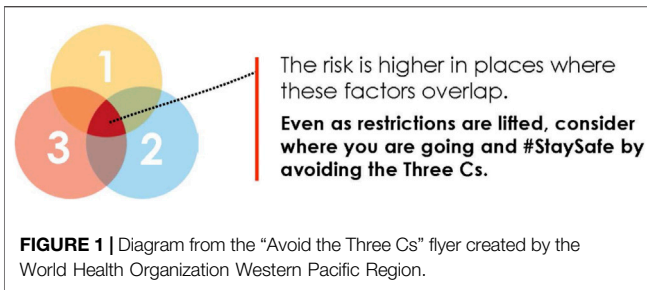 1
The risk is higher in places where
these factors overlap.
3
2
Even as restrictions are lifted, consider
where you are going and #StaySafe by
avoiding the Three Cs.
FIGURE 1 | Diagram from the “Avoid the Three Cs” flyer created by the
World Health Organization Western Pacific Region.